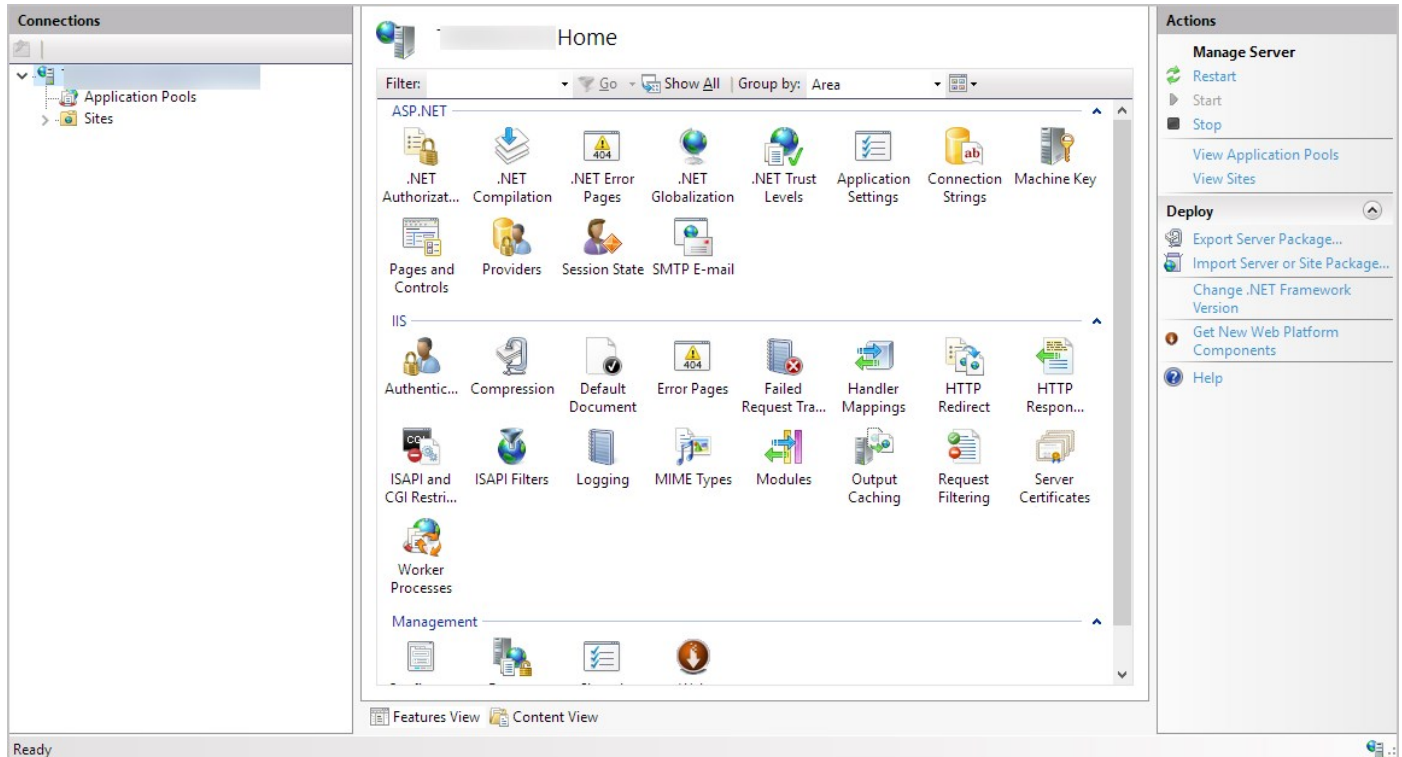 Connections
Application Pools
Sites
Home
Filter: Go Show All Group by: Area
ASP.NET
.NET Authorizat...
.NET Compilation
.NET Error Pages
.NET Globalization
.NET Trust Levels
Application Settings
Connection Strings
Machine Key
Pages and Controls
Providers
Session State
SMTP E-mail
IIS
Authentic...
Compression
Default Document
Error Pages
Failed Request Tra...
Handler Mappings
HTTP Redirect
HTTP Respon...
ISAPI and CGI Restri...
ISAPI Filters
Logging
MIME Types
Modules
Output Caching
Request Filtering
Server Certificates
Worker Processes
Management
Features View
Content View
Ready
Actions
Manage Server
Restart
Start
Stop
View Application Pools
View Sites
Deploy
Export Server Package...
Import Server or Site Package...
Change .NET Framework
Version
Get New Web Platform
Components
Help